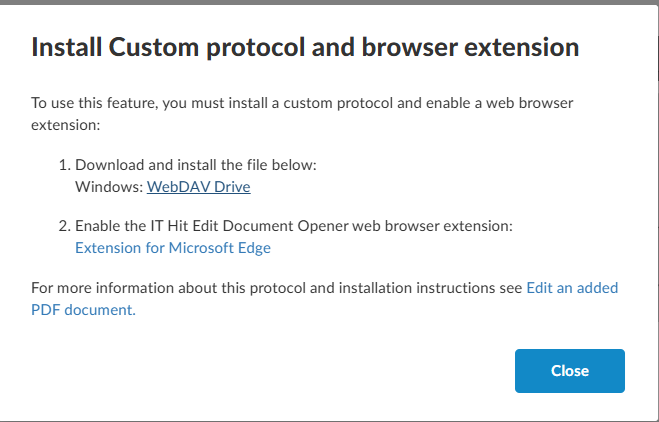 Install Custom protocol and browser extension
To use this feature, you must install a custom protocol and enable a web browser
extension:
1. Download and install the file below:
Windows: WebDAV Drive
2. Enable the IT Hit Edit Document Opener web browser extension:
Extension for Microsoft Edge
For more information about this protocol and installation instructions see Edit an added
PDF document.
Close